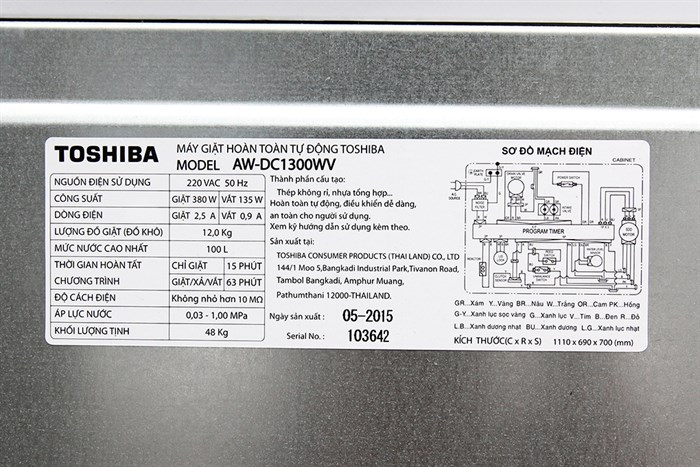 TOSHIBA
MÁY GIẶT HOÀN TOÀN TỰ ĐỘNG TOSHIBA
MODEL AW-DC1300WV
NGUỒN ĐIỆN SỬ DỤNG 220 VAC 50 Hz
CÔNG SUẤT GIẶT 380 W VẮT 135 W
DÒNG ĐIỆN GIẶT 2,5 A VẮT 0,9 A
LƯỢNG ĐỒ GIẶT (ĐỒ KHÔ) 12,0 Kg
MỨC NƯỚC CAO NHẤT 100 L
THỜI GIAN HOÀN TẤT CHỈ GIẶT 15 PHÚT
CHƯƠNG TRÌNH GIẶT/XẢ/VẮT 63 PHÚT
ĐỘ CÁCH ĐIỆN Không nhỏ hơn 10 MΩ
ÁP LỰC NƯỚC 0,03 - 1,00 MPa
KHỐI LƯỢNG TỊNH 48 Kg
Thành phần cấu tạo:
Thép không rỉ, nhựa tổng hợp...
Hoàn toàn tự động, điều khiển dễ dàng,
an toàn cho người sử dụng.
Xem kỹ hướng dẫn sử dụng kèm theo.
Sản xuất tại:
TOSHIBA CONSUMER PRODUCTS (THAI LAND) CO., LTD
144/1 Moo 5,Bangkadi Industrial Park,Tivanon Road,
Tambol Bangkadi, Amphur Muang,
Pathumthani 12000-THAILAND.
Ngày sản xuất : 05-2015
Serial No. : 103642
SƠ ĐỒ MẠCH ĐIỆN
CABINET
POWER SWITCH
A.C
SOURCE
PROGRAM TIMER
MOTOR
GR...Xám Y...Vàng BR...Nâu W...Trắng OR...Cam PK...Hồng
G-Y...Xanh lục sọc vàng G...Xanh lục V...Tím B...Đen R...Đỏ
L.B...Xanh dương nhạt BU...Xanh dương L.G...Xanh lục nhạt
KÍCH THƯỚC(C x R x S) 1110 x 690 x 700 (mm)